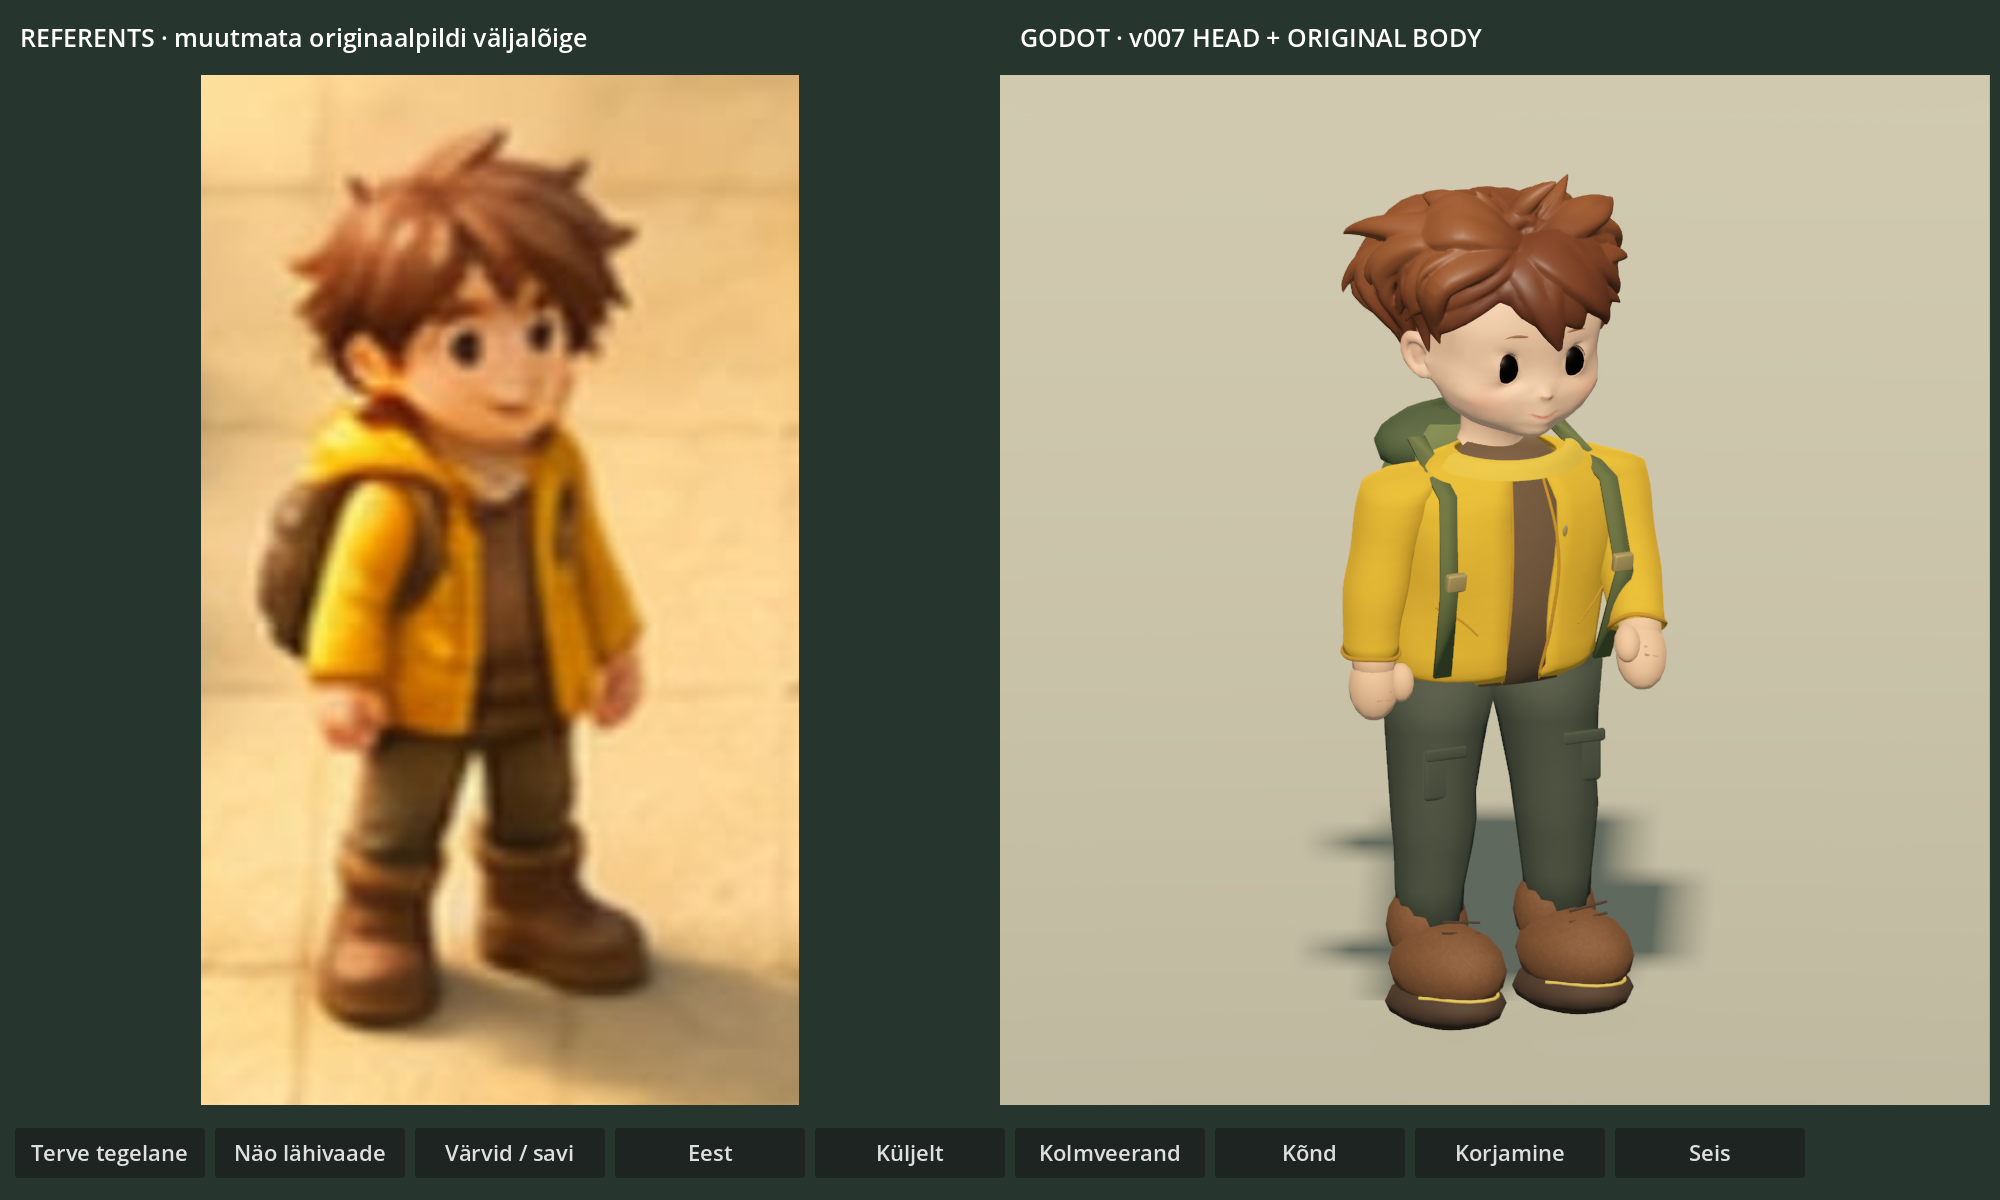 REFERENTS · muutmata originaalpildi väljalõige
GODOT · v007 HEAD + ORIGINAL BODY
Terve tegelane
Näo lähivaade
Värvid / savi
Eest
Küljelt
Kolmveerand
Kõnd
Korjamine
Seis